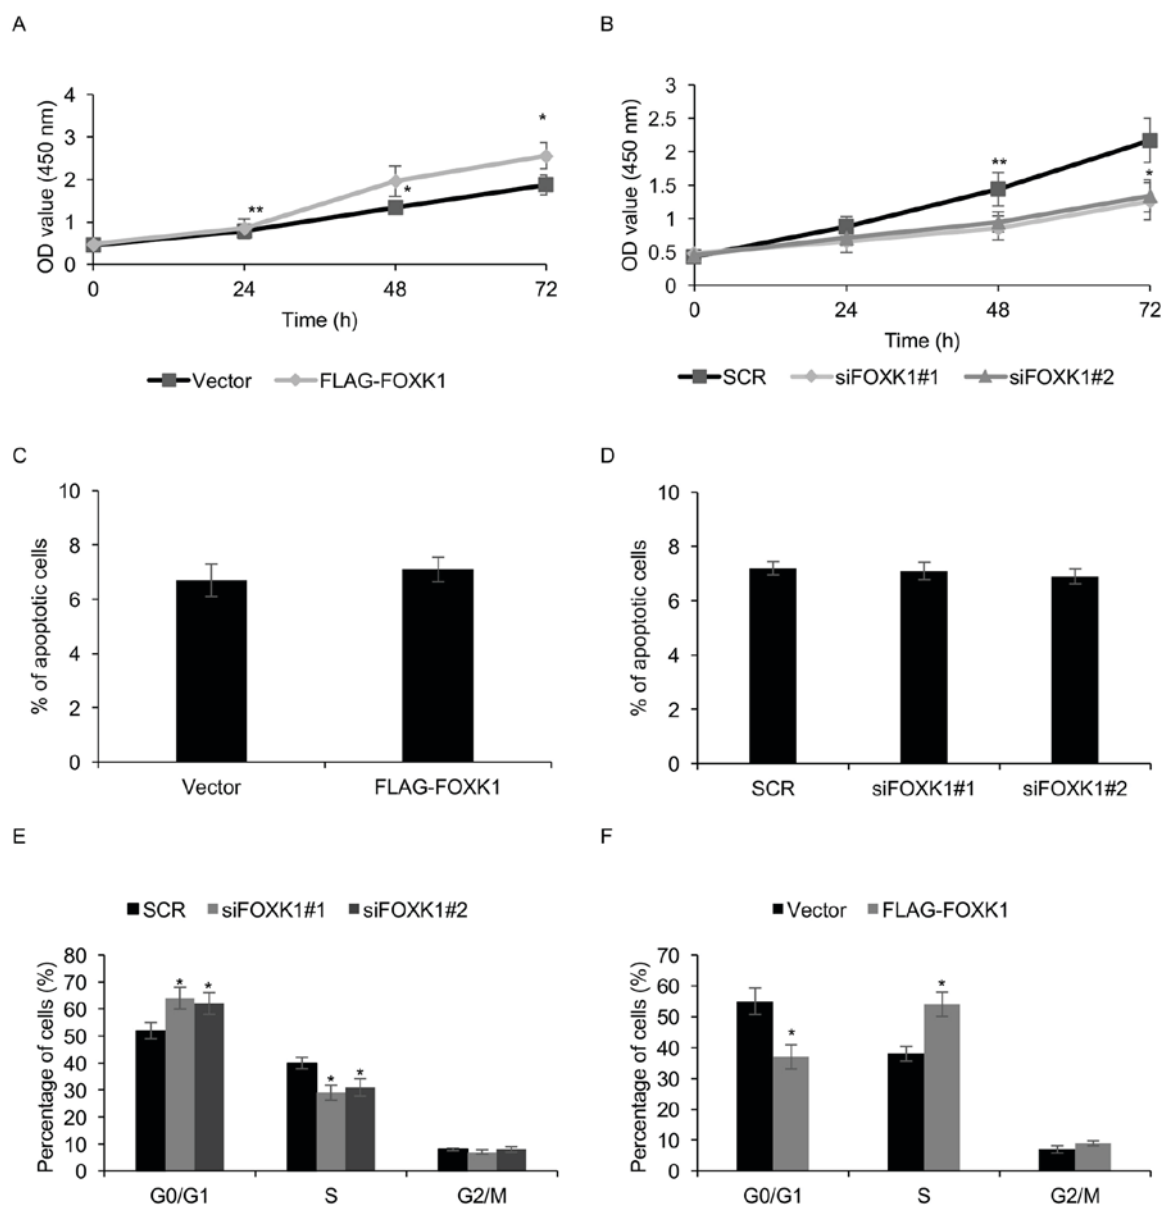 A
OD value (450 nm)
4
3
2
1
0
*
**
*
0 24 48 72
Time (h)
Vector FLAG-FOXK1
B
OD value (450 nm)
3
2.5
2
1.5
1
0.5
0
**
*
0 24 48 72
Time (h)
SCR siFOXK1#1 siFOXK1#2
C
% of apoptotic cells
10
8
6
4
2
0
Vector FLAG-FOXK1
D
% of apoptotic cells
10
8
6
4
2
0
SCR siFOXK1#1 siFOXK1#2
E
SCR siFOXK1#1 siFOXK1#2
Percentage of cells (%)
80
70
60
50
40
30
20
10
0
* *
* *
G0/G1 S G2/M
F
Vector FLAG-FOXK1
Percentage of cells (%)
70
60
50
40
30
20
10
0
*
*
G0/G1 S G2/M